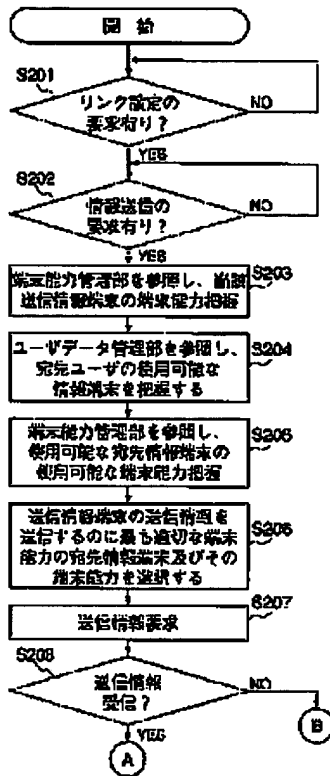 開 始
S201
リンク設定の
要求有り?
NO
YES
S202
情報送信の
要求有り?
NO
YES
S203
端末能力管理部を参照し、当該
送信情報端末の端末能力把握
S204
ユーザデータ管理部を参照し、
宛先ユーザの使用可能な
情報端末を把握する
S205
端末能力管理部を参照し、
使用可能な宛先情報端末の
使用可能な端末能力把握
S206
送信情報端末の送信情報を
送信するのに最も適切な端末
能力の宛先情報端末及びその
端末能力を選択する
S207
送信情報要求
S208
送信情報
受信?
NO
YES
A
B